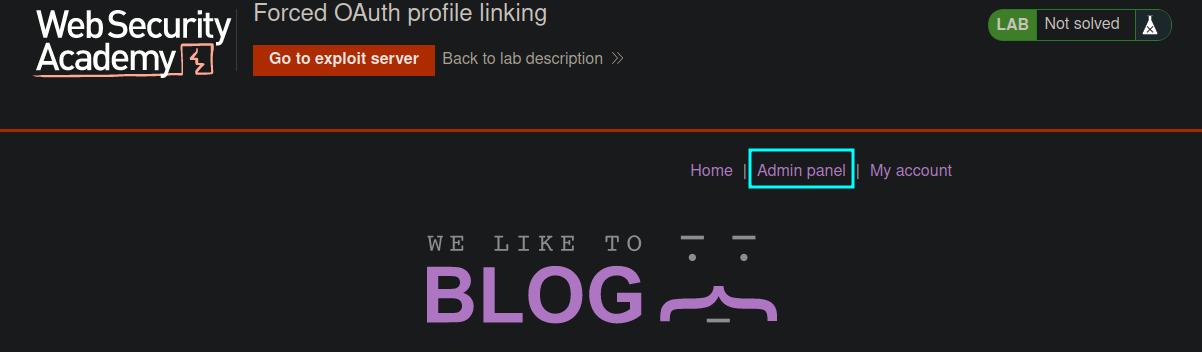 Web Security
Academy
Forced OAuth profile linking
Go to exploit server
Back to lab description
LAB
Not solved
Home | Admin panel | My account
WE LIKE TO
BLOG